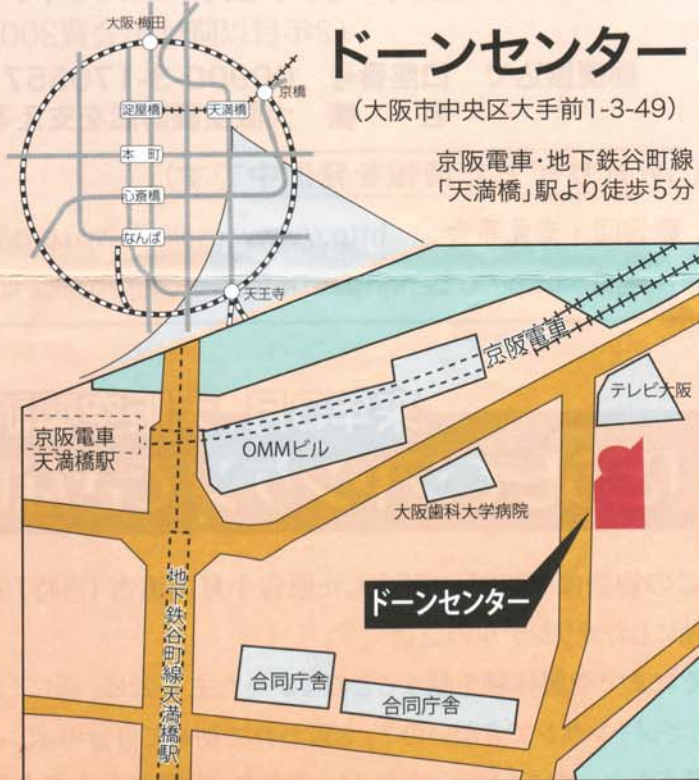 ドーンセンター
(大阪市中央区大手前1-3-49)
京阪電車・地下鉄谷町線
「天満橋」駅より徒歩5分
大阪・梅田
京橋
淀屋橋
天満橋
本町
心斎橋
なんば
天王寺
京阪電車
テレビ大阪
京阪電車
天満橋駅
OMMビル
大阪歯科大学病院
ドーンセンター
地下鉄谷町線天満橋駅
合同庁舎
合同庁舎